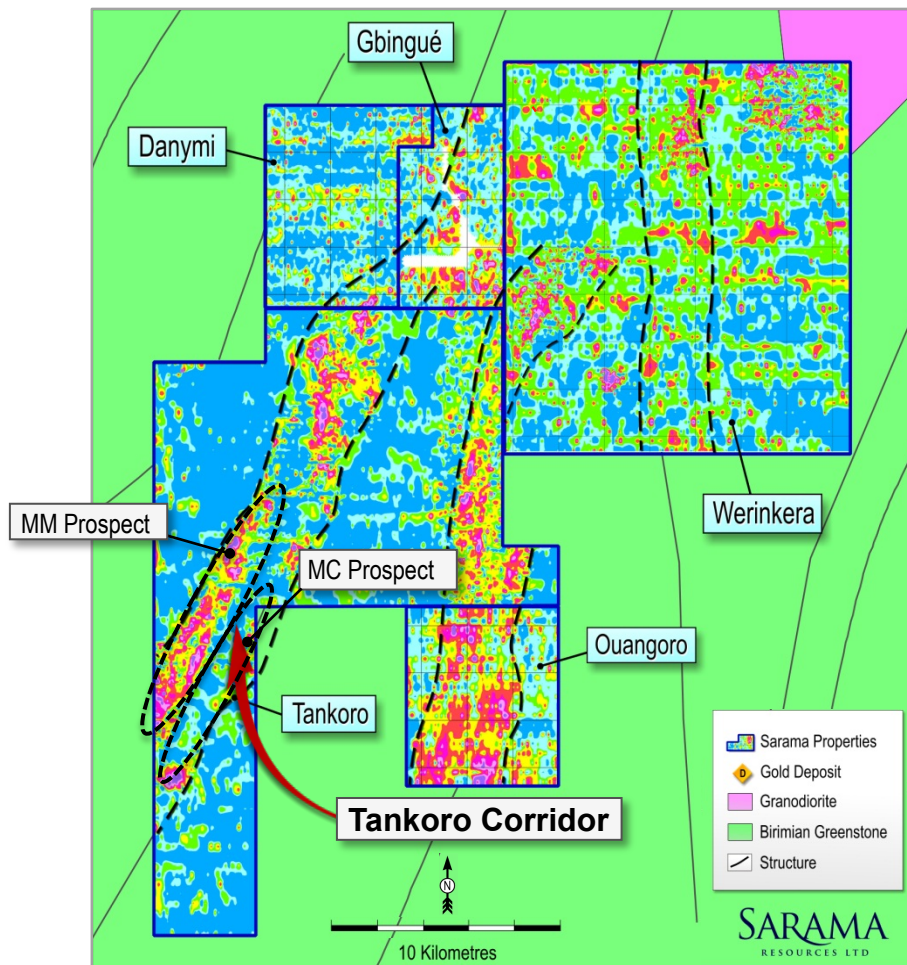 Gbingué
Danymi
Werinkera
MM Prospect
MC Prospect
Ouangoro
Tankoro
Tankoro Corridor
Sarama Properties
D
Gold Deposit
Granodiorite
Birimian Greenstone
Structure
N
10 Kilometres
SARAMA
RESOURCES LTD